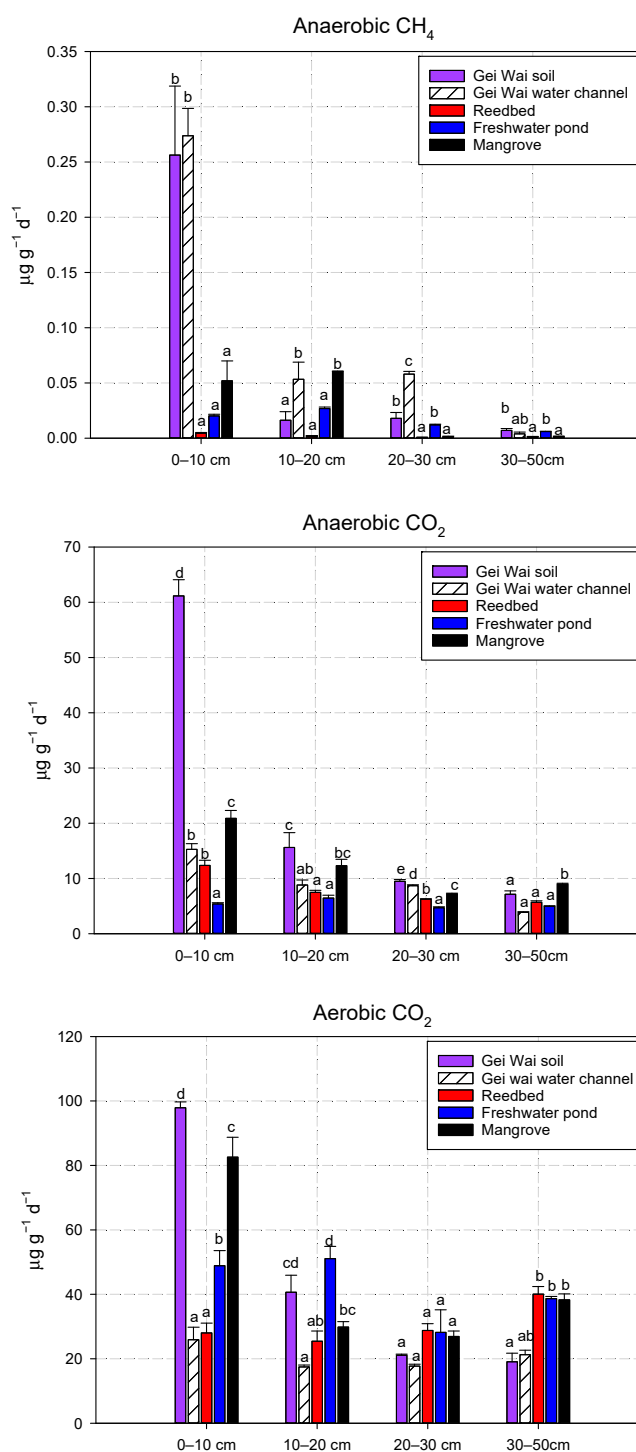 Anaerobic CH₄
0.35
0.30
0.25
0.20
0.15
0.10
0.05
0.00
µg g⁻¹ d⁻¹
Gei Wai soil
Gei Wai water channel
Reedbed
Freshwater pond
Mangrove
b b a a a
a b a a b
b c a b a
b ab a b a
0–10 cm 10–20 cm 20–30 cm 30–50cm
Anaerobic CO₂
70
60
50
40
30
20
10
0
µg g⁻¹ d⁻¹
Gei Wai soil
Gei Wai water channel
Reedbed
Freshwater pond
Mangrove
d b b a c
c ab a a bc
e d b a c
a a a a b
0–10 cm 10–20 cm 20–30 cm 30–50cm
Aerobic CO₂
120
100
80
60
40
20
0
µg g⁻¹ d⁻¹
Gei Wai soil
Gei wai water channel
Reedbed
Freshwater pond
Mangrove
d a a b c
cd a ab d bc
a a a a a
a ab b b b
0–10 cm 10–20 cm 20–30 cm 30–50cm